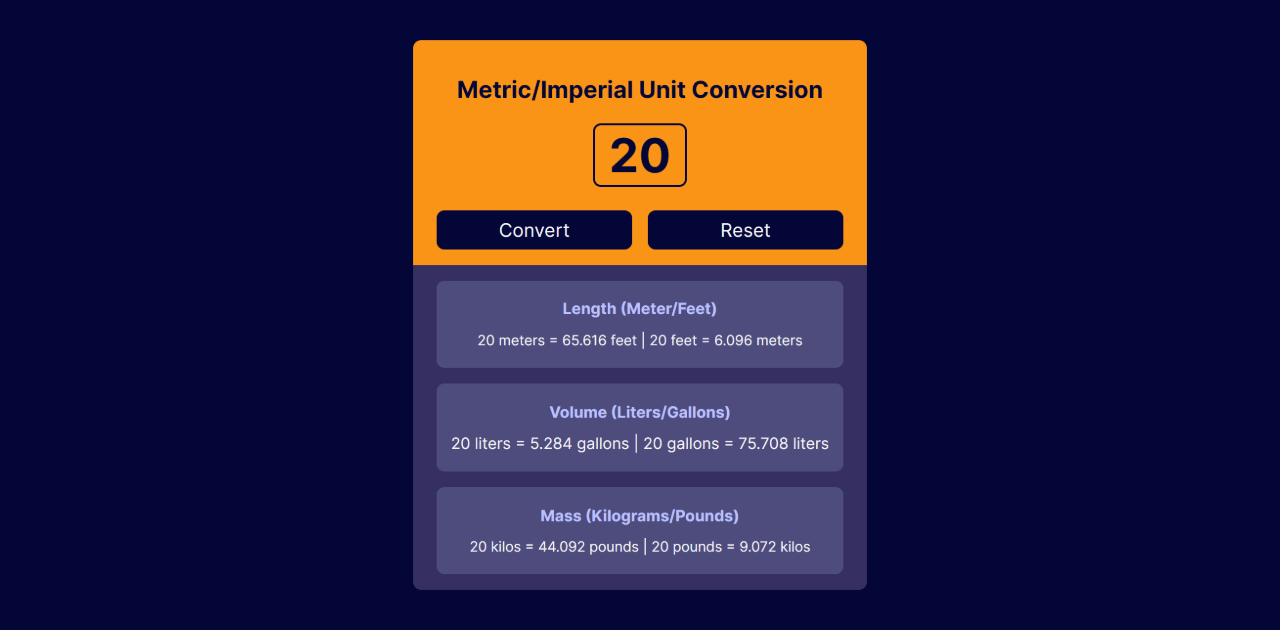 Metric/Imperial Unit Conversion
20
Convert
Reset
Length (Meter/Feet)
20 meters = 65.616 feet | 20 feet = 6.096 meters
Volume (Liters/Gallons)
20 liters = 5.284 gallons | 20 gallons = 75.708 liters
Mass (Kilograms/Pounds)
20 kilos = 44.092 pounds | 20 pounds = 9.072 kilos